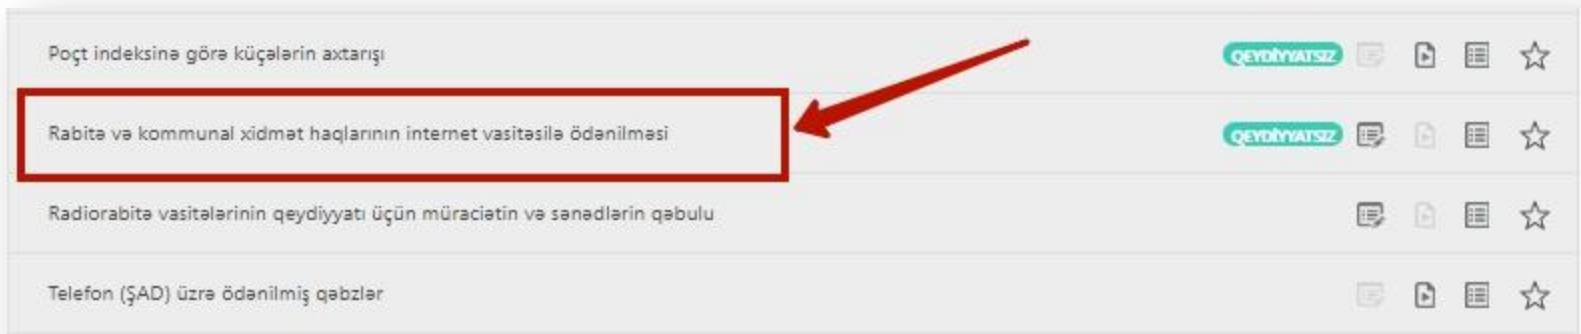 Poçt indeksinə görə küçələrin axtarışı QEYDİYYATSIZ
Rabitə və kommunal xidmət haqlarının internet vasitəsilə ödənilməsi QEYDİYYATSIZ
Radiorabitə vasitələrinin qeydiyyatı üçün müraciətin və sənədlərin qəbulu
Telefon (ŞAD) üzrə ödənilmiş qəbzlər